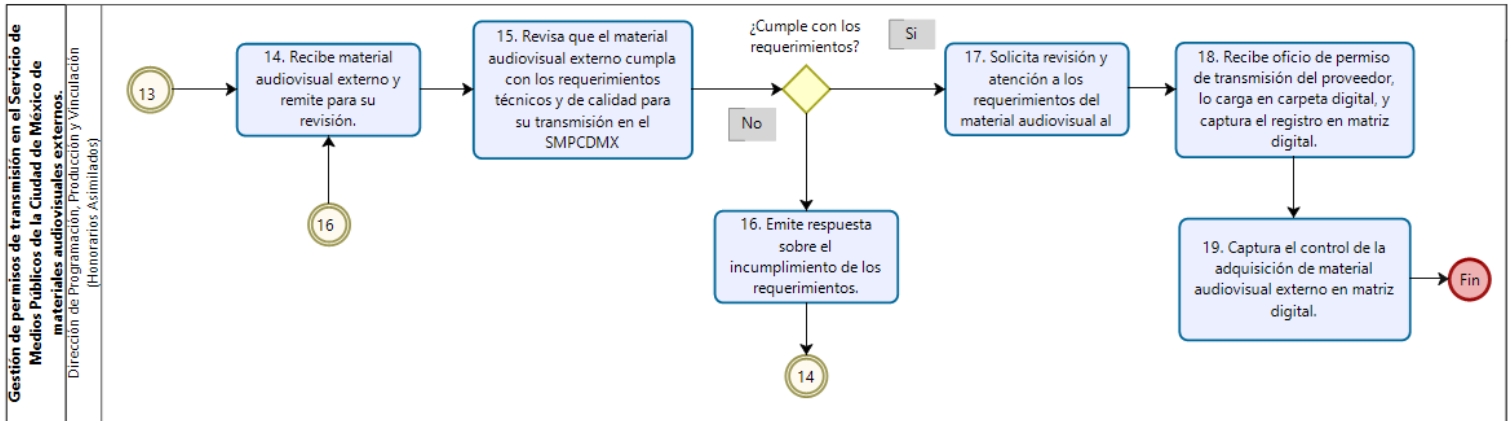 Gestión de permisos de transmisión en el Servicio de
Medios Públicos de la Ciudad de México de
materiales audiovisuales externos.
Dirección de Programación, Producción y Vinculación
(Honorarios Asimilados)
13
14. Recibe material
audiovisual externo y
remite para su
revisión.
16
15. Revisa que el material
audiovisual externo cumpla
con los requerimientos
técnicos y de calidad para
su transmisión en el
SMPCDMX
¿Cumple con los
requerimientos?
Si
No
16. Emite respuesta
sobre el
incumplimiento de los
requerimientos.
14
17. Solicita revisión y
atención a los
requerimientos del
material audiovisual al
18. Recibe oficio de permiso
de transmisión del proveedor,
lo carga en carpeta digital, y
captura el registro en matriz
digital.
19. Captura el control de la
adquisición de material
audiovisual externo en matriz
digital.
Fin